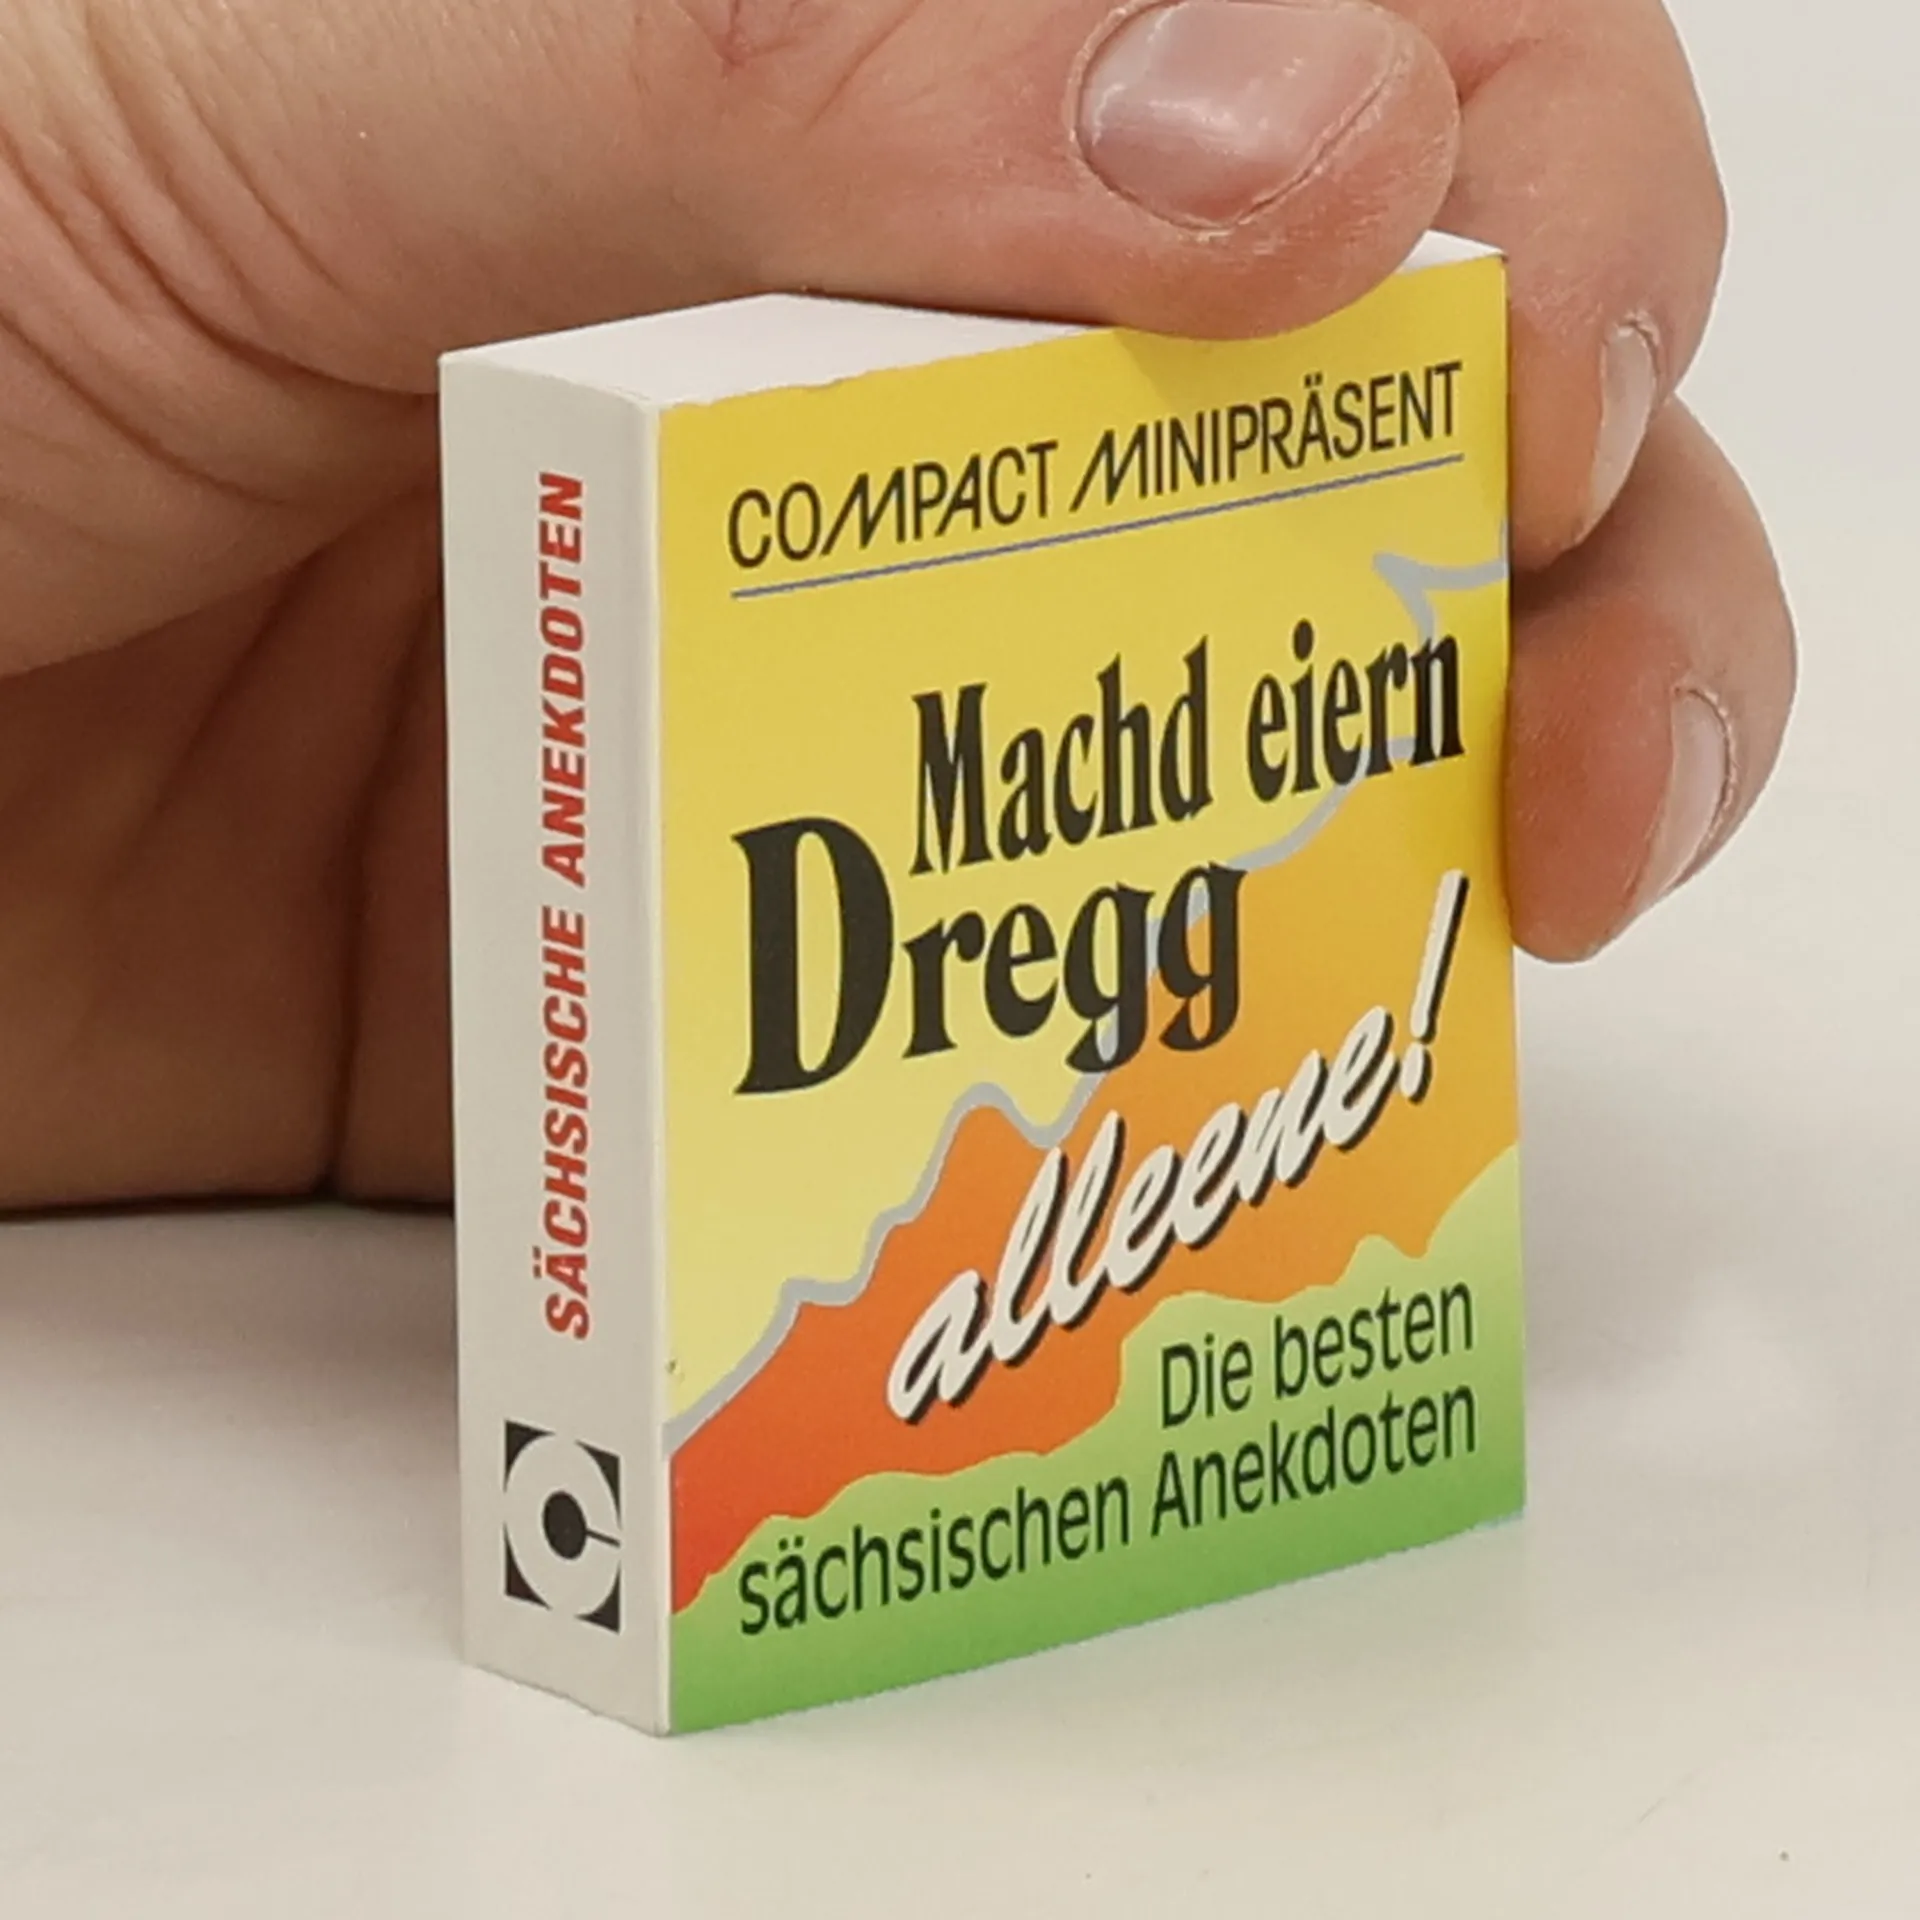 SÄCHSISCHE ANEKDOTEN
COMPACT MINIPRÄSENT
Machd eiern
Dregg
alleene!
Die besten
sächsischen Anekdoten